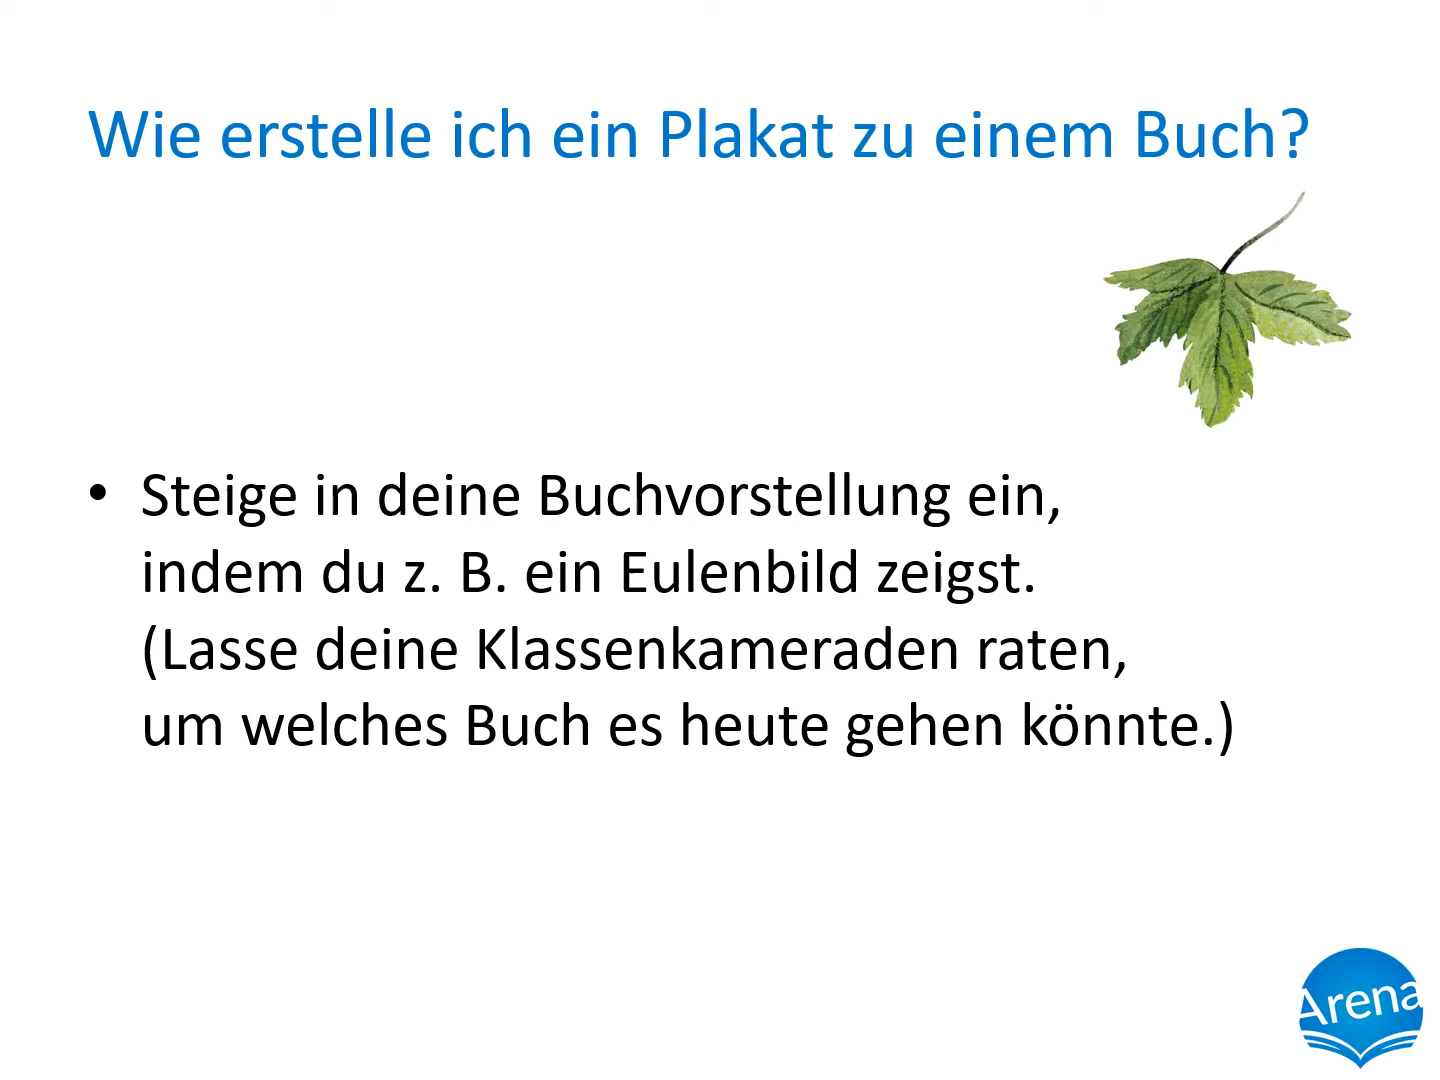 Wie erstelle ich ein Plakat zu einem Buch?
• Steige in deine Buchvorstellung ein,
indem du z. B. ein Eulenbild zeigst.
(Lasse deine Klassenkameraden raten,
um welches Buch es heute gehen könnte.)
Arena